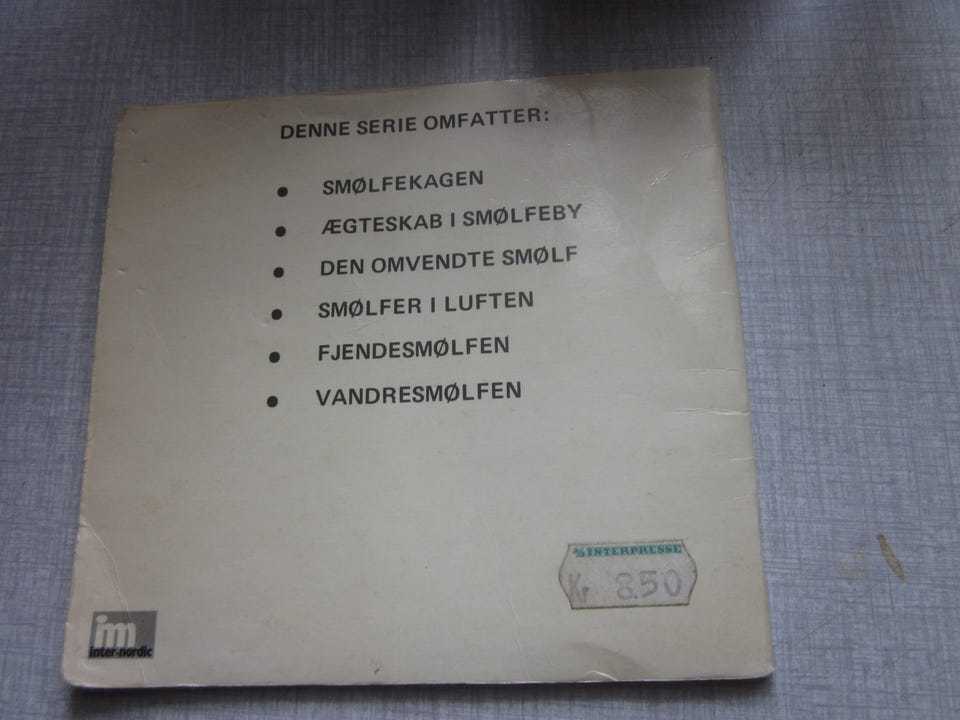 DENNE SERIE OMFATTER:
• SMØLFEKAGEN
• ÆGTESKAB I SMØLFEBY
• DEN OMVENDTE SMØLF
• SMØLFER I LUFTEN
• FJENDESMØLFEN
• VANDRESMØLFEN
A/S INTERPRESSE
Kr 8.50
im
inter-nordic